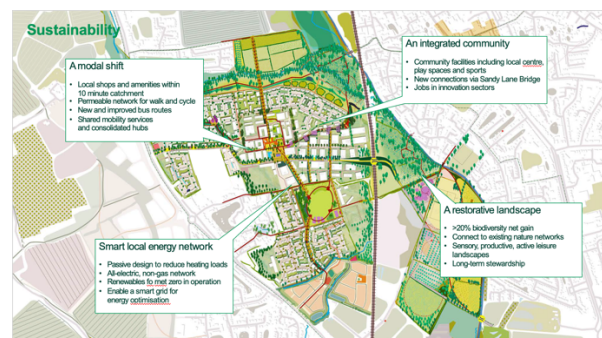 Sustainability
A modal shift
• Local shops and amenities within
10 minute catchment
• Permeable network for walk and cycle
• New and improved bus routes
• Shared mobility services
and consolidated hubs
An integrated community
• Community facilities including local centre,
play spaces and sports
• New connections via Sandy Lane Bridge
• Jobs in innovation sectors
Smart local energy network
• Passive design to reduce heating loads
• All-electric, non-gas network
• Renewables fo met zero in operation
• Enable a smart grid for
energy optimisation
A restorative landscape
• >20% biodiversity net gain
• Connect to existing nature networks
• Sensory, productive, active leisure
landscapes
• Long-term stewardship